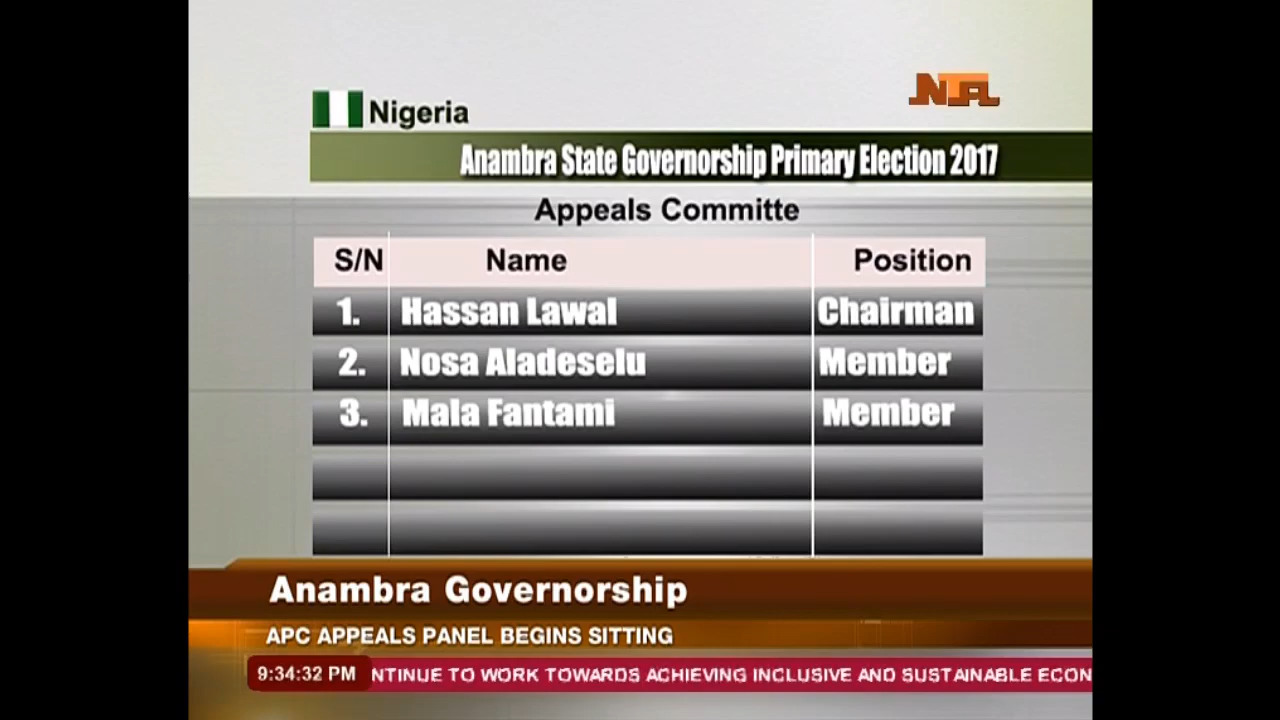 NTA
Nigeria
Anambra State Governorship Primary Election 2017
Appeals Committe
S/N Name Position
1. Hassan Lawal Chairman
2. Nosa Aladeselu Member
3. Mala Fantami Member
Anambra Governorship
APC APPEALS PANEL BEGINS SITTING
9:34:32 PM NTINUE TO WORK TOWARDS ACHIEVING INCLUSIVE AND SUSTAINABLE ECON